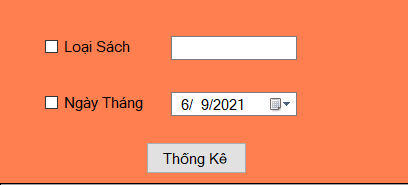 Loại Sách
Ngày Tháng 6/ 9/2021
Thống Kê